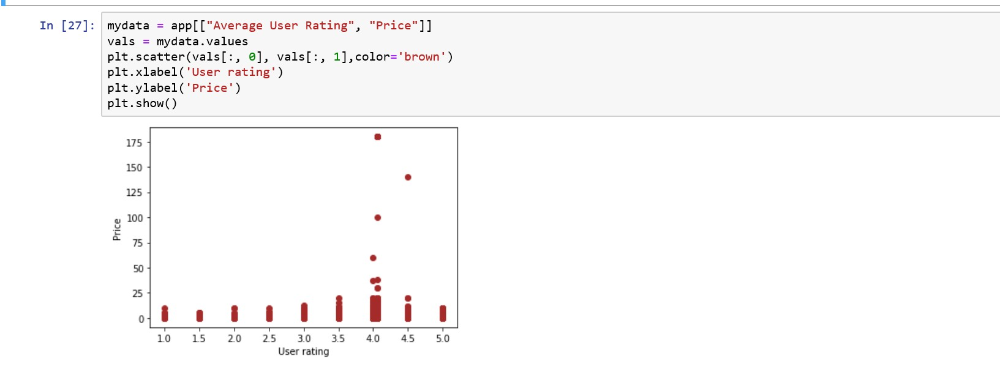 In [27]: mydata = app[["Average User Rating", "Price"]]
vals = mydata.values
plt.scatter(vals[:, 0], vals[:, 1],color='brown')
plt.xlabel('User rating')
plt.ylabel('Price')
plt.show()
175
150
125
100
75
50
25
0
Price
1.0 1.5 2.0 2.5 3.0 3.5 4.0 4.5 5.0
User rating